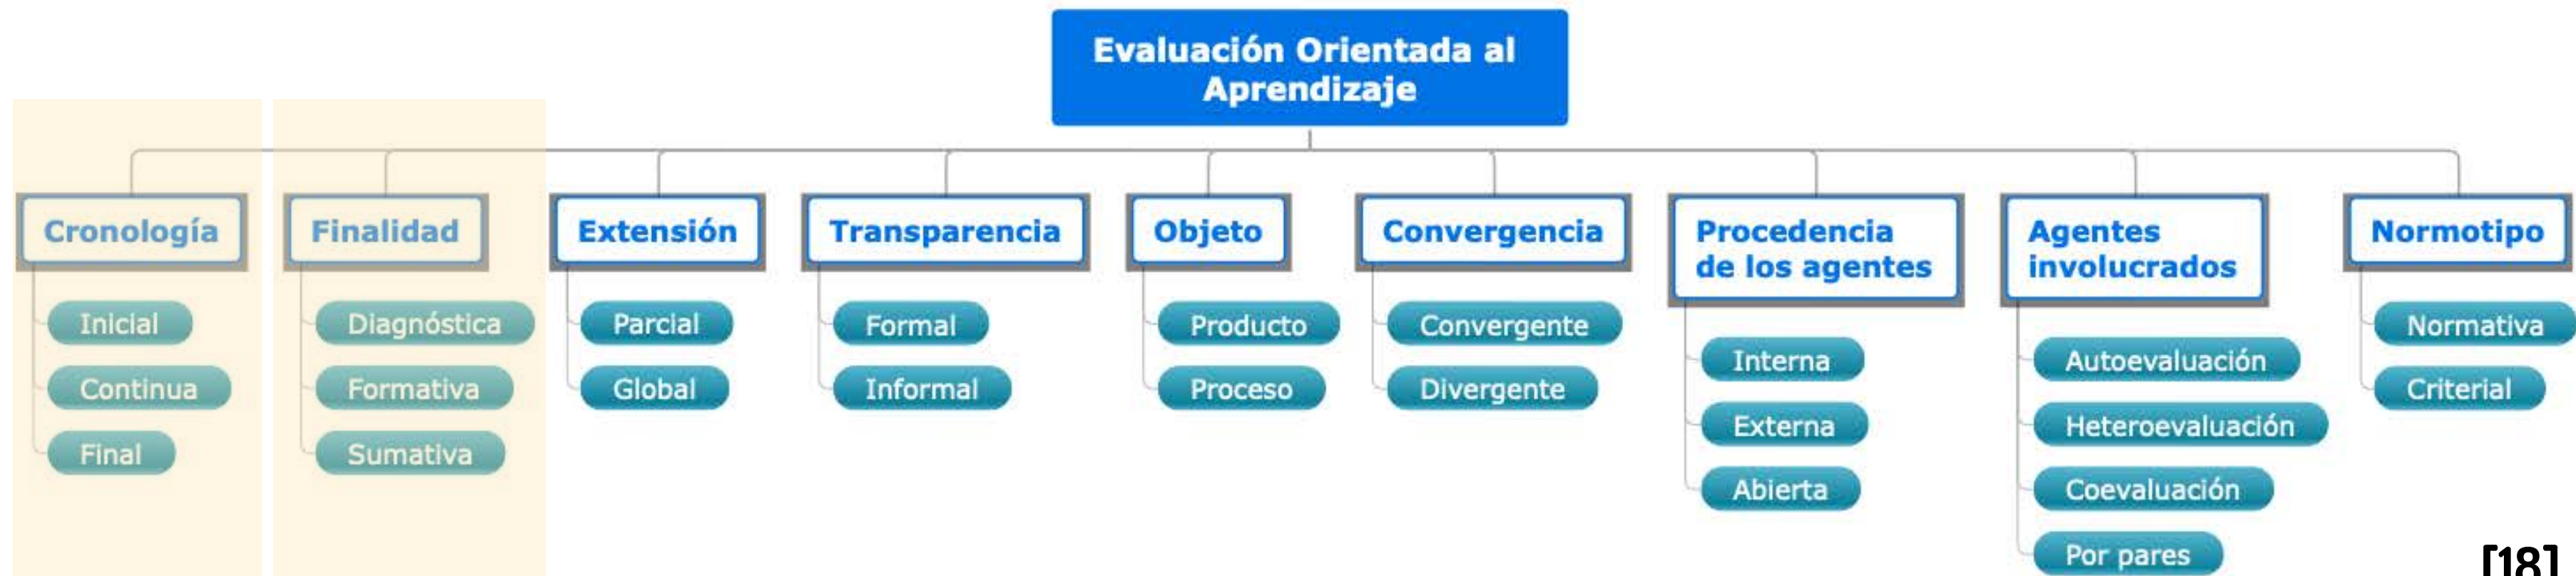 Evaluación Orientada al
Aprendizaje
Cronología
Inicial
Continua
Final
Finalidad
Diagnóstica
Formativa
Sumativa
Extensión
Parcial
Global
Transparencia
Formal
Informal
Objeto
Producto
Proceso
Convergencia
Convergente
Divergente
Procedencia
de los agentes
Interna
Externa
Abierta
Agentes
involucrados
Autoevaluación
Heteroevaluación
Coevaluación
Por pares
Normotipo
Normativa
Criterial
[18]